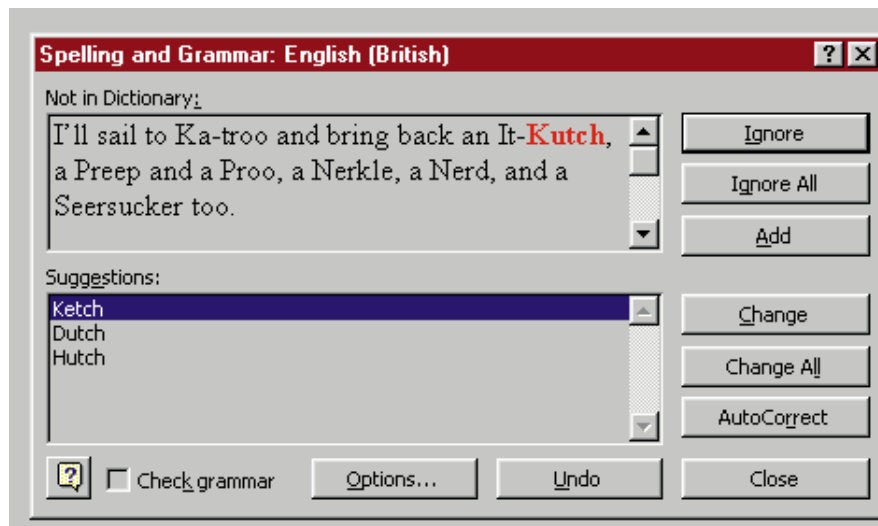 Spelling and Grammar: English (British)
Not in Dictionary:
I'll sail to Ka-troo and bring back an It-Kutch,
a Preep and a Proo, a Nerkle, a Nerd, and a
Seersucker too.
Ignore
Ignore All
Add
Suggestions:
Ketch
Dutch
Hutch
Change
Change All
AutoCorrect
Check grammar
Options...
Undo
Close